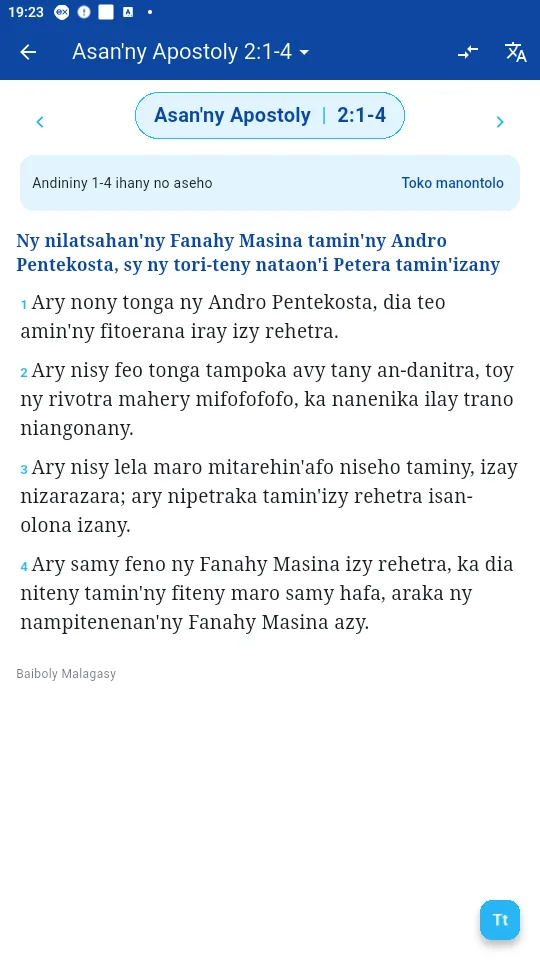 19:23
Asan'ny Apostoly 2:1-4
Asan'ny Apostoly | 2:1-4
Andininy 1-4 ihany no aseho
Toko manontolo
Ny nilatsahan'ny Fanahy Masina tamin'ny Andro
Pentekosta, sy ny tori-teny nataon'i Petera tamin'izany
1 Ary nony tonga ny Andro Pentekosta, dia teo
amin'ny fitoerana iray izy rehetra.
2 Ary nisy feo tonga tampoka avy tany an-danitra, toy
ny rivotra mahery mifofofofo, ka nanenika ilay trano
niangonany.
3 Ary nisy lela maro mitarehin'afo niseho taminy, izay
nizarazara; ary nipetraka tamin'izy rehetra isan-
olona izany.
4 Ary samy feno ny Fanahy Masina izy rehetra, ka dia
niteny tamin'ny fiteny maro samy hafa, araka ny
nampitenenan'ny Fanahy Masina azy.
Baiboly Malagasy
Tt